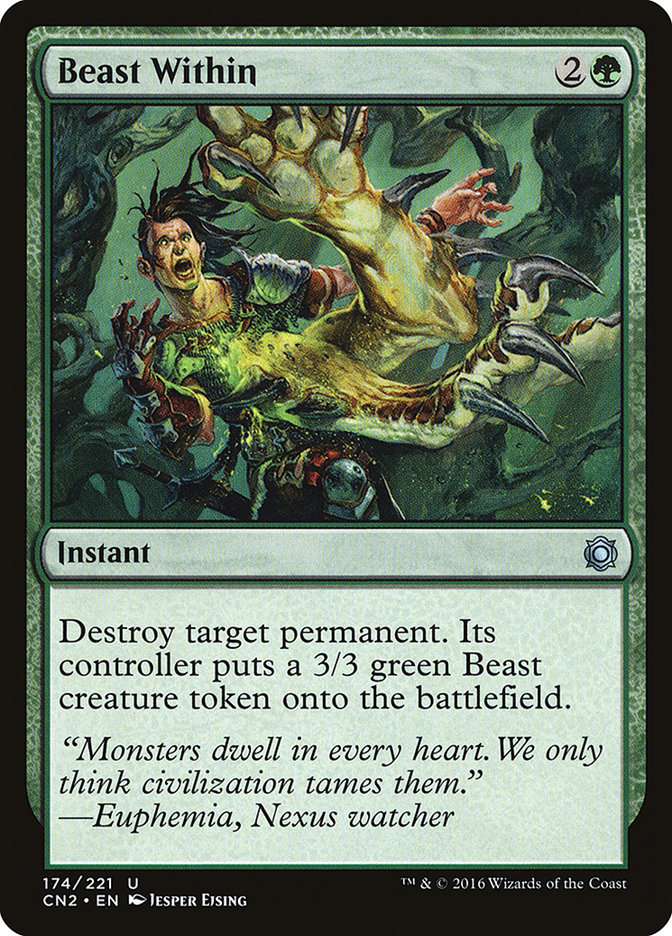 Beast Within 2
Instant
Destroy target permanent. Its
controller puts a 3/3 green Beast
creature token onto the battlefield.
“Monsters dwell in every heart. We only
think civilization tames them.”
—Euphemia, Nexus watcher
174/221 U
CN2 • EN Jesper Ejsing
™ & © 2016 Wizards of the Coast